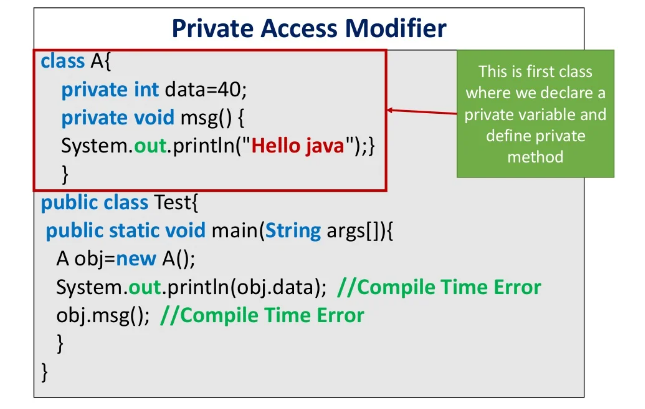 Private Access Modifier
class A{
private int data=40;
private void msg() {
System.out.println("Hello java");}
}
This is first class
where we declare a
private variable and
define private
method
public class Test{
public static void main(String args[]){
A obj=new A();
System.out.println(obj.data); //Compile Time Error
obj.msg(); //Compile Time Error
}
}